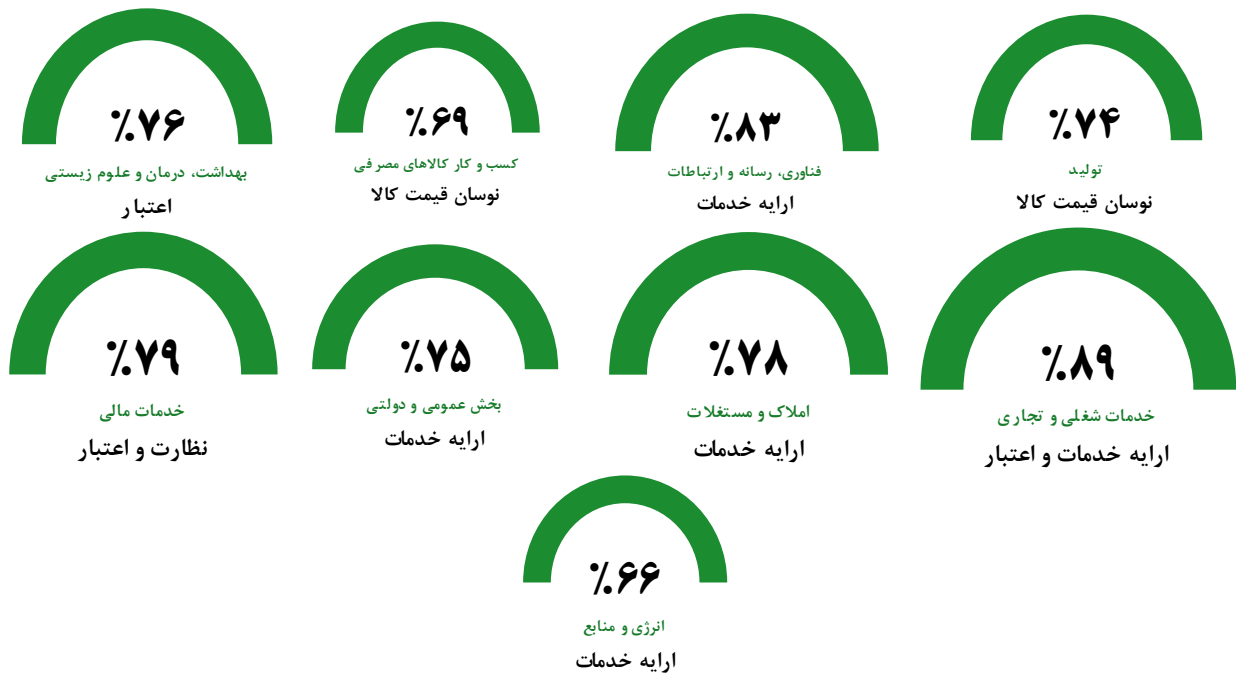 ٪۷۴
تولید
نوسان قیمت کالا
٪۸۳
فناوری، رسانه و ارتباطات
ارایه خدمات
٪۶۹
کسب و کار کالاهای مصرفی
نوسان قیمت کالا
٪۷۶
بهداشت، درمان و علوم زیستی
اعتبار
٪۸۹
خدمات شغلی و تجاری
ارایه خدمات و اعتبار
٪۷۸
املاک و مستغلات
ارایه خدمات
٪۷۵
بخش عمومی و دولتی
ارایه خدمات
٪۷۹
خدمات مالی
نظارت و اعتبار
٪۶۶
انرژی و منابع
ارایه خدمات